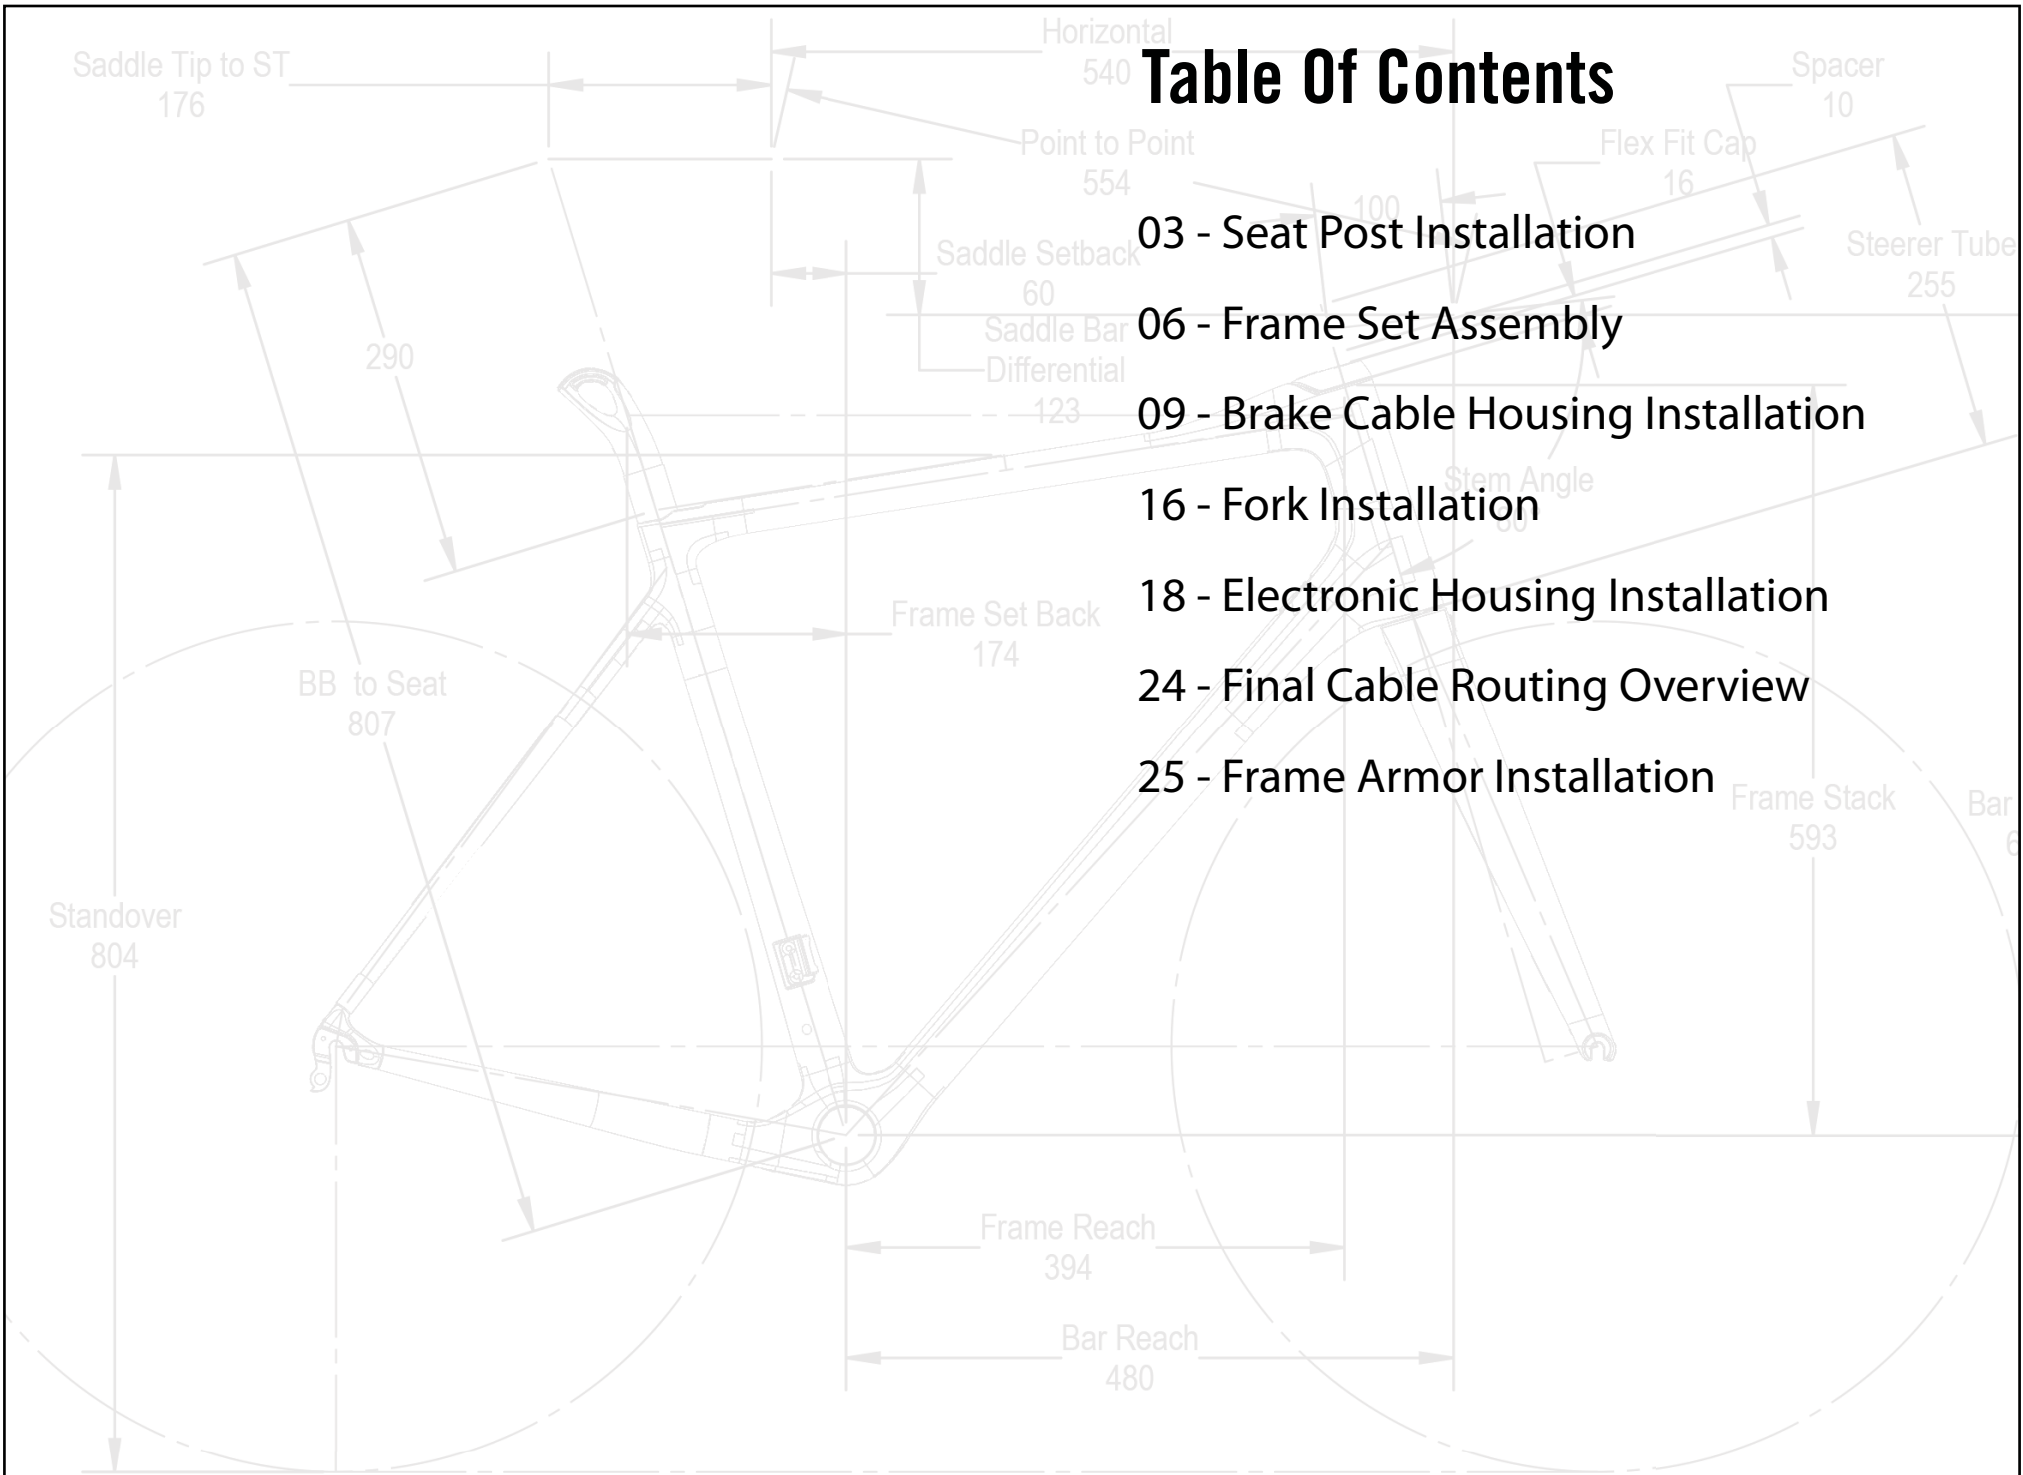 Table Of Contents
03 - Seat Post Installation
06 - Frame Set Assembly
09 - Brake Cable Housing Installation
16 - Fork Installation
18 - Electronic Housing Installation
24 - Final Cable Routing Overview
25 - Frame Armor Installation
Saddle Tip to ST
176
Horizontal
540
Spacer
10
Point to Point
554
Flex Fit Cap
16
100
Saddle Setback
60
Steerer Tube
255
Saddle Bar
Differential
123
290
Stem Angle
Frame Set Back
174
BB to Seat
807
Frame Stack
593
Bar
6
Standover
804
Frame Reach
394
Bar Reach
480